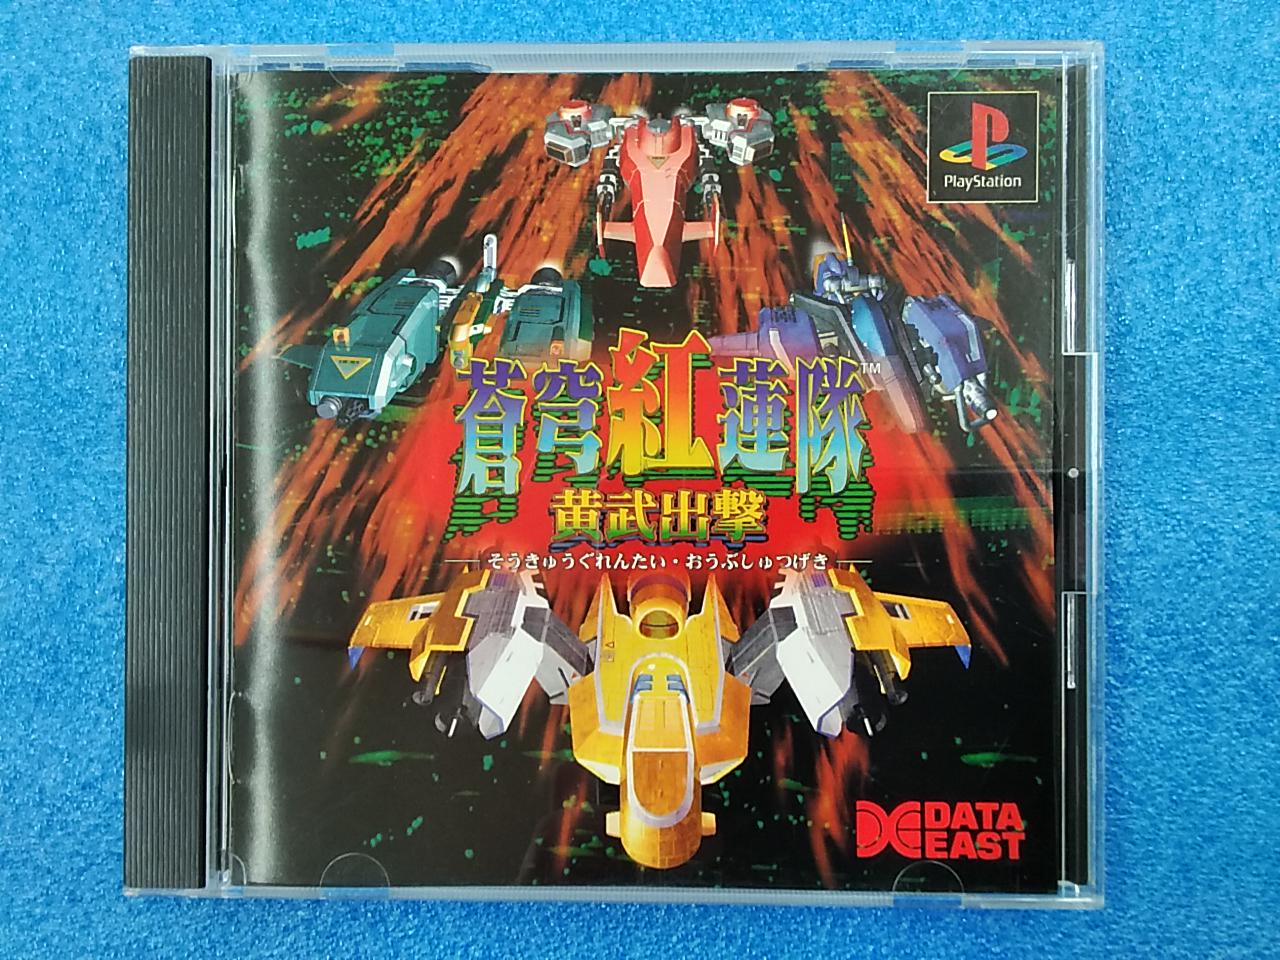 PlayStation
蒼穹紅蓮隊™
黄武出撃
そうきゅうぐれんたい・おうぶしゅつげき
DATA
EAST